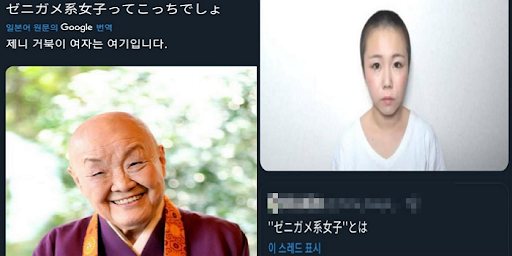 ゼニガメ系女子ってこっちでしょ
일본어 원문의 Google 번역
제니 거북이 여자는 여기입니다.
"ゼニガメ系女子"とは
이 스레드 표시